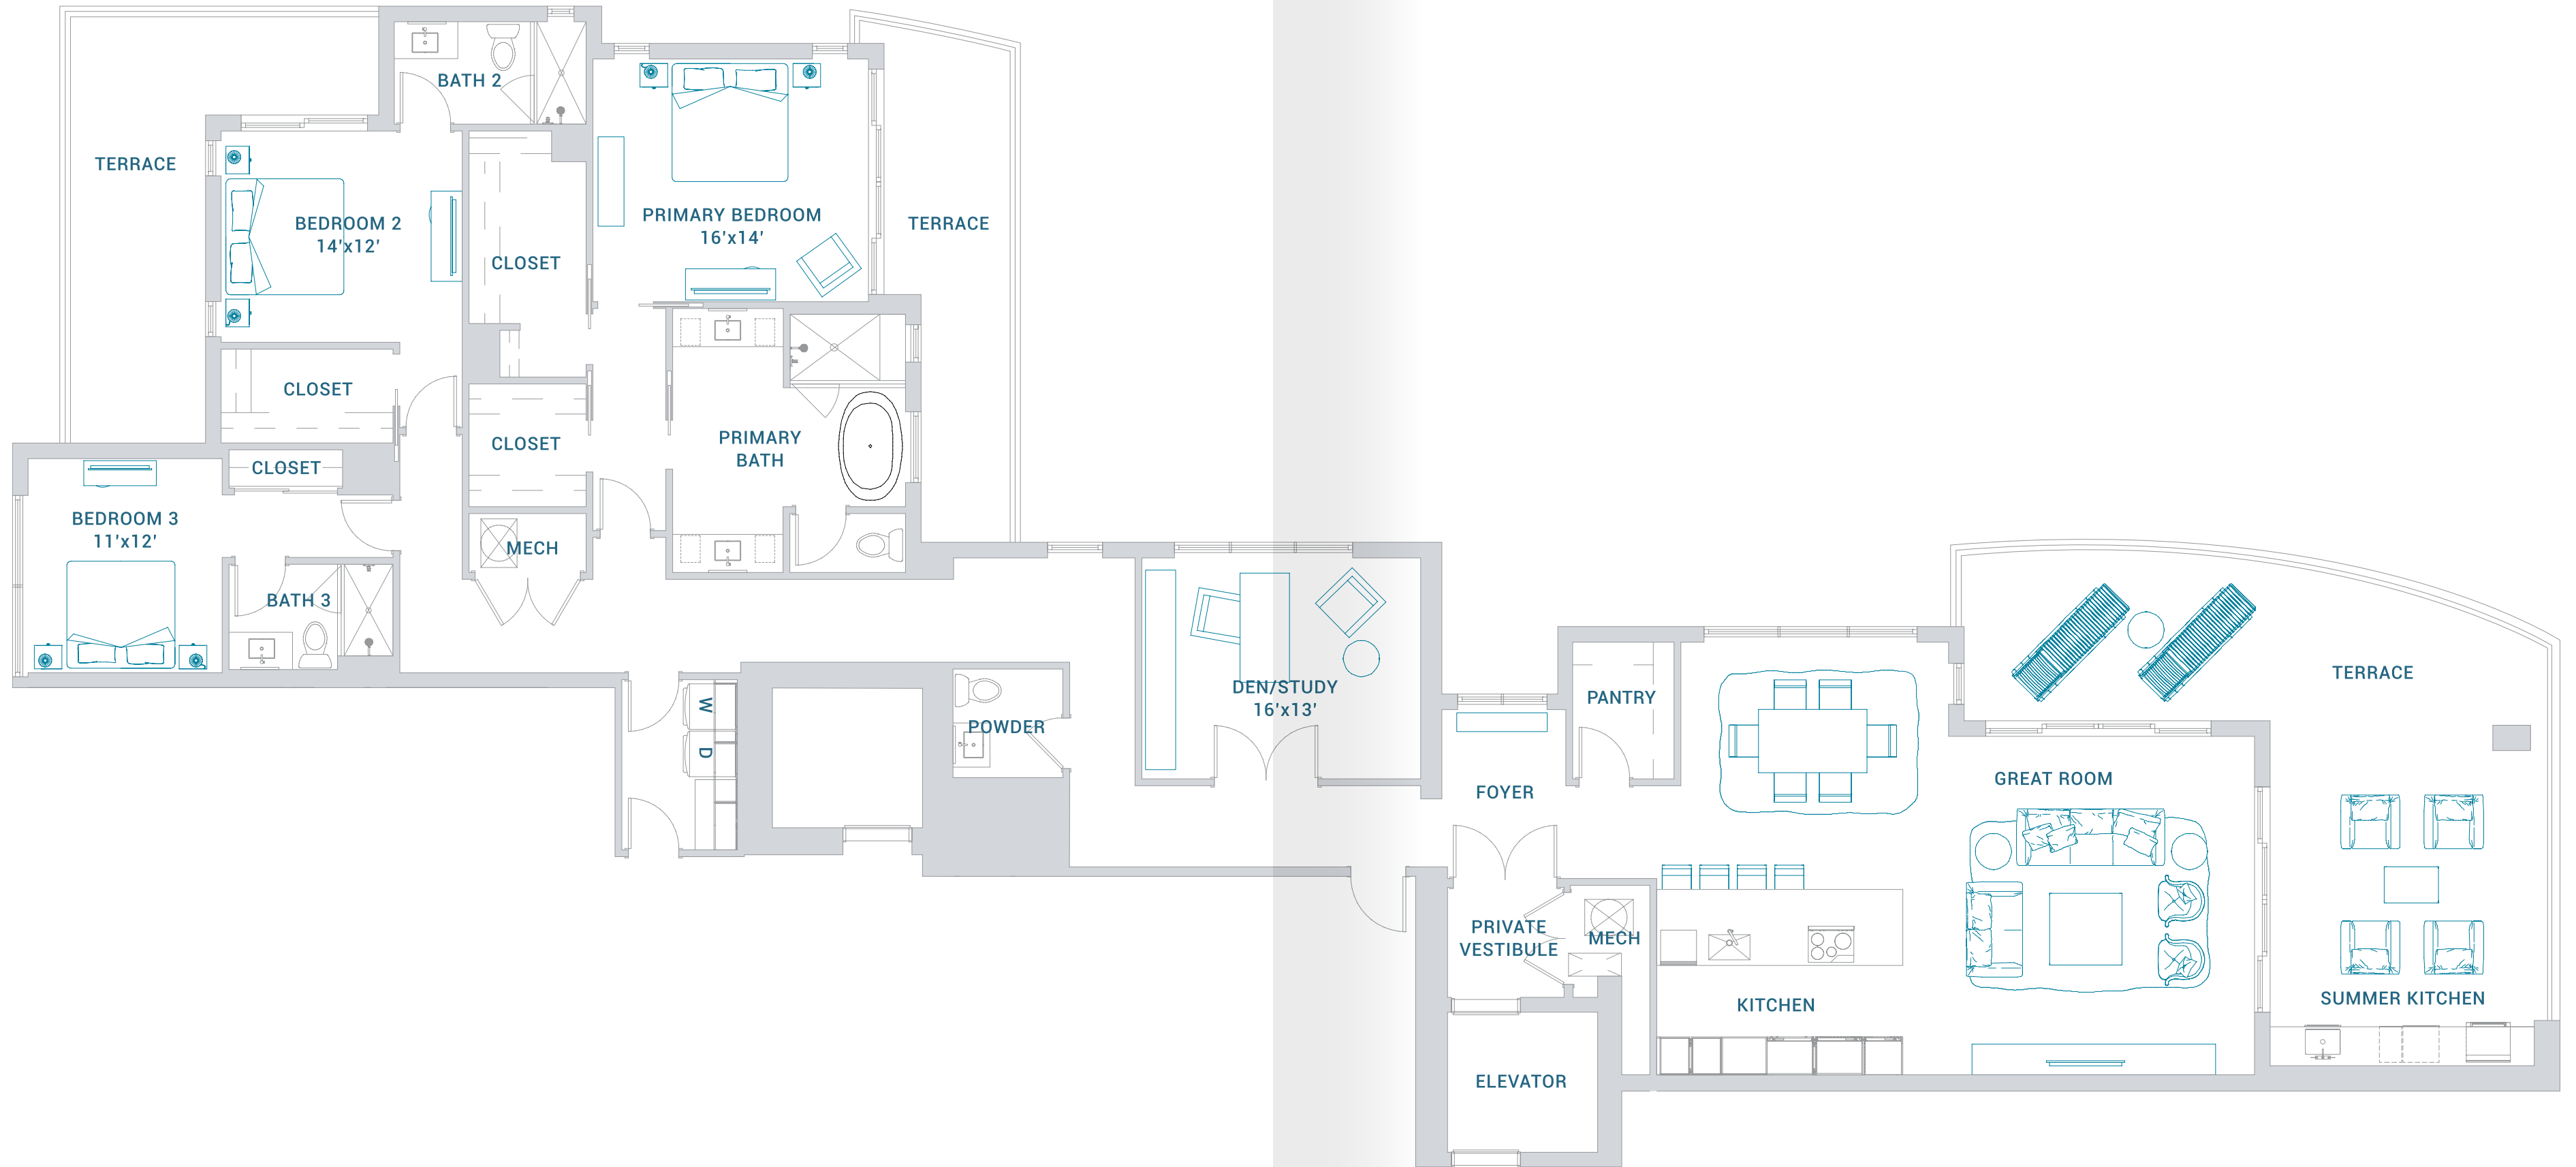 BATH 2
TERRACE
BEDROOM 2
14'x12'
CLOSET
PRIMARY BEDROOM
16'x14'
TERRACE
CLOSET
CLOSET
PRIMARY
BATH
CLOSET
BEDROOM 3
11'x12'
MECH
BATH 3
W
D
POWDER
DEN/STUDY
16'x13'
FOYER
PANTRY
TERRACE
GREAT ROOM
PRIVATE
VESTIBULE
MECH
KITCHEN
SUMMER KITCHEN
ELEVATOR